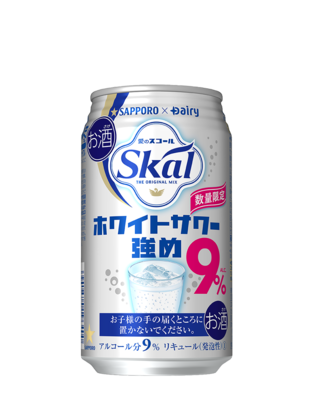 SAPPORO × Dairy
お酒
愛のスコール
Skal
THE ORIGINAL MIX
数量限定
ホワイトサワー
強め
ALC.
9%
お酒
お子様の手の届くところに
置かないでください。
アルコール分9% リキュール(発泡性)